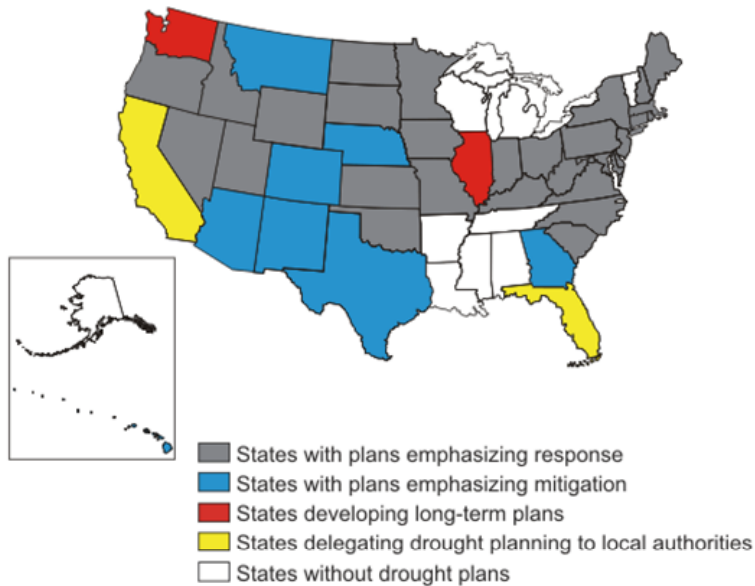 States with plans emphasizing response
States with plans emphasizing mitigation
States developing long-term plans
States delegating drought planning to local authorities
States without drought plans